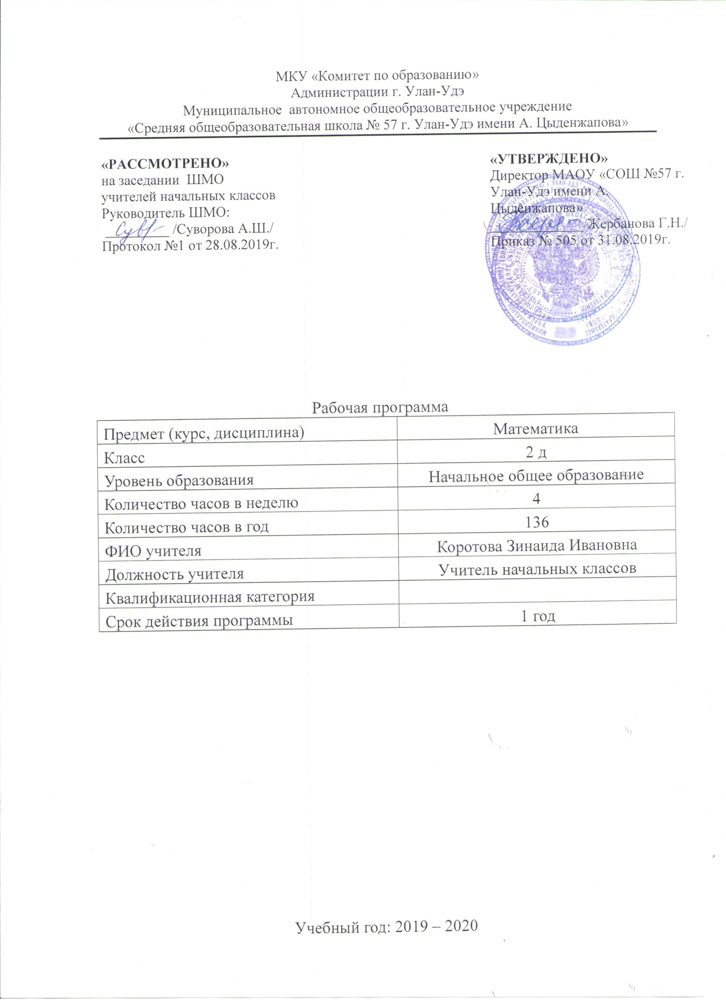 МКУ «Комитет по образованию»
Администрации г. Улан-Удэ
Муниципальное автономное общеобразовательное учреждение
«Средняя общеобразовательная школа № 57 г. Улан-Удэ имени А. Цыденжапова»
«РАССМОТРЕНО»
на заседании ШМО
учителей начальных классов
Руководитель ШМО:
/Суворова А.Ш./
Протокол №1 от 28.08.2019г.
«УТВЕРЖДЕНО»
Директор МАОУ «СОШ №57 г.
Улан-Удэ имени А.
Цыденжапова»
/Жербанова Г.Н./
Приказ № 505 от 31.08.2019г.
Рабочая программа
Предмет (курс, дисциплина) Математика
Класс 2 д
Уровень образования Начальное общее образование
Количество часов в неделю 4
Количество часов в год 136
ФИО учителя Коротова Зинаида Ивановна
Должность учителя Учитель начальных классов
Квалификационная категория
Срок действия программы 1 год
Учебный год: 2019 – 2020